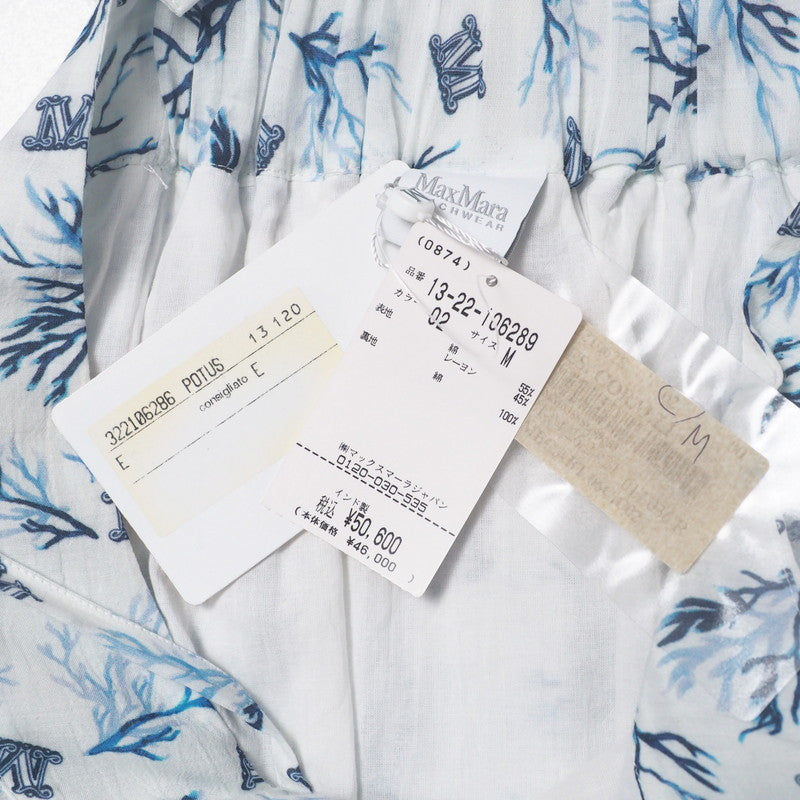 MaxMara
(0874)
品番 13-22-106289
カラー 02 サイズ M
表地 綿 55%
レーヨン 45%
裏地 綿 100%
㈱マックスマーラジャパン
0120-030-535
インド製
税込 ¥50,600
(本体価格 ¥46,000 )
322106286 POTUS 13 120
E consigliato E
C/M